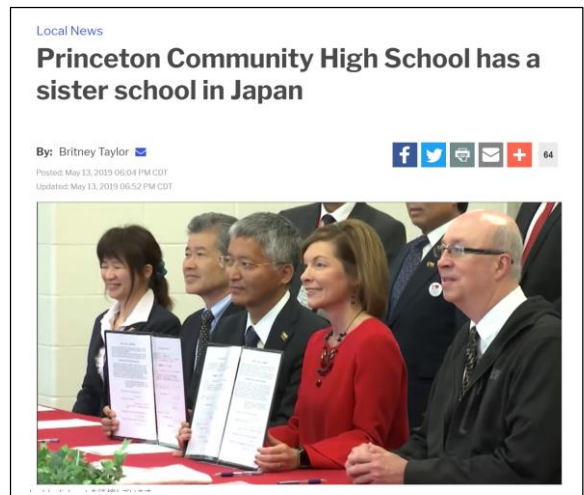 Local News
Princeton Community High School has a
sister school in Japan
By: Britney Taylor
64
Posted: May 13, 2019 06:04 PM CDT
Updated: May 13, 2019 06:52 PM CDT